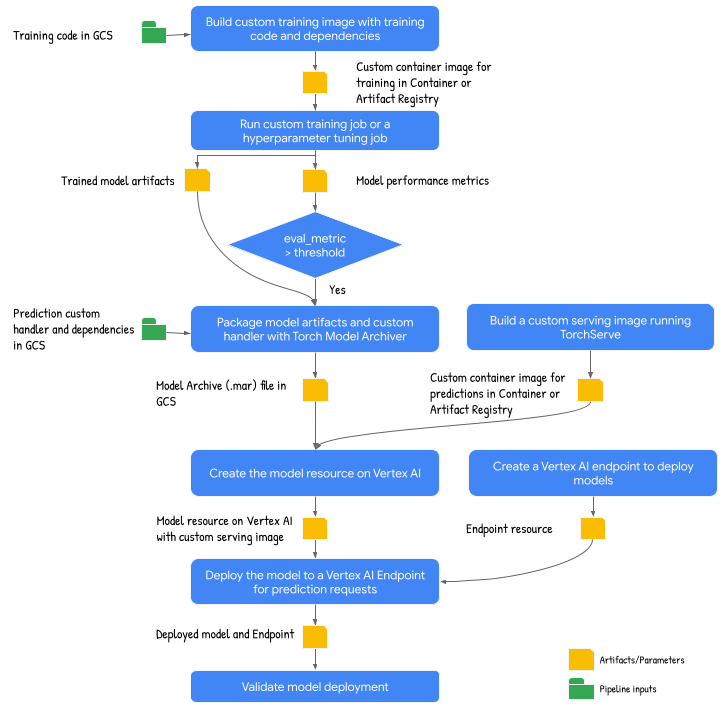 Build custom training image with training
code and dependencies
Training code in GCS
Custom container image for
training in Container or
Artifact Registry
Run custom training job or a
hyperparameter tuning job
Trained model artifacts
Model performance metrics
eval_metric
> threshold
Yes
Prediction custom
handler and dependencies
in GCS
Package model artifacts and custom
handler with Torch Model Archiver
Build a custom serving image running
TorchServe
Model Archive (.mar) file in
GCS
Custom container image for
predictions in Container or
Artifact Registry
Create the model resource on Vertex AI
Create a Vertex AI endpoint to deploy
models
Model resource on Vertex AI
with custom serving image
Endpoint resource
Deploy the model to a Vertex AI Endpoint
for prediction requests
Deployed model and Endpoint
Validate model deployment
Artifacts/Parameters
Pipeline inputs